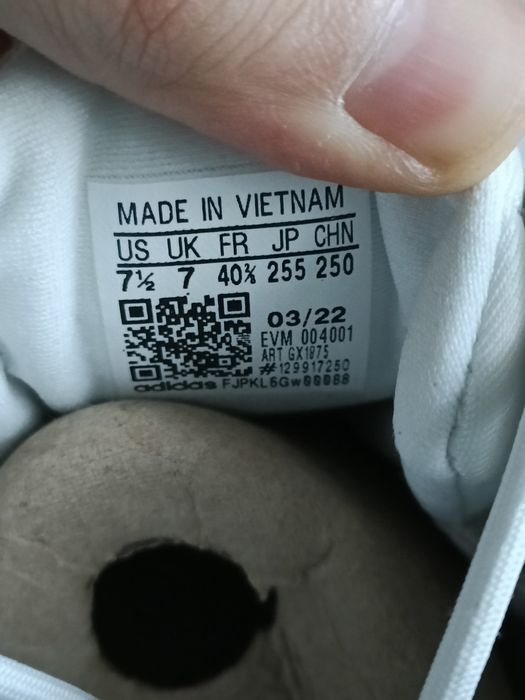 MADE IN VIETNAM
US UK FR JP CHN
7½ 7 40⅔ 255 250
03/22
EVM 004001
ART GX1875
#129917250
adidas FJPKL6Gw00088